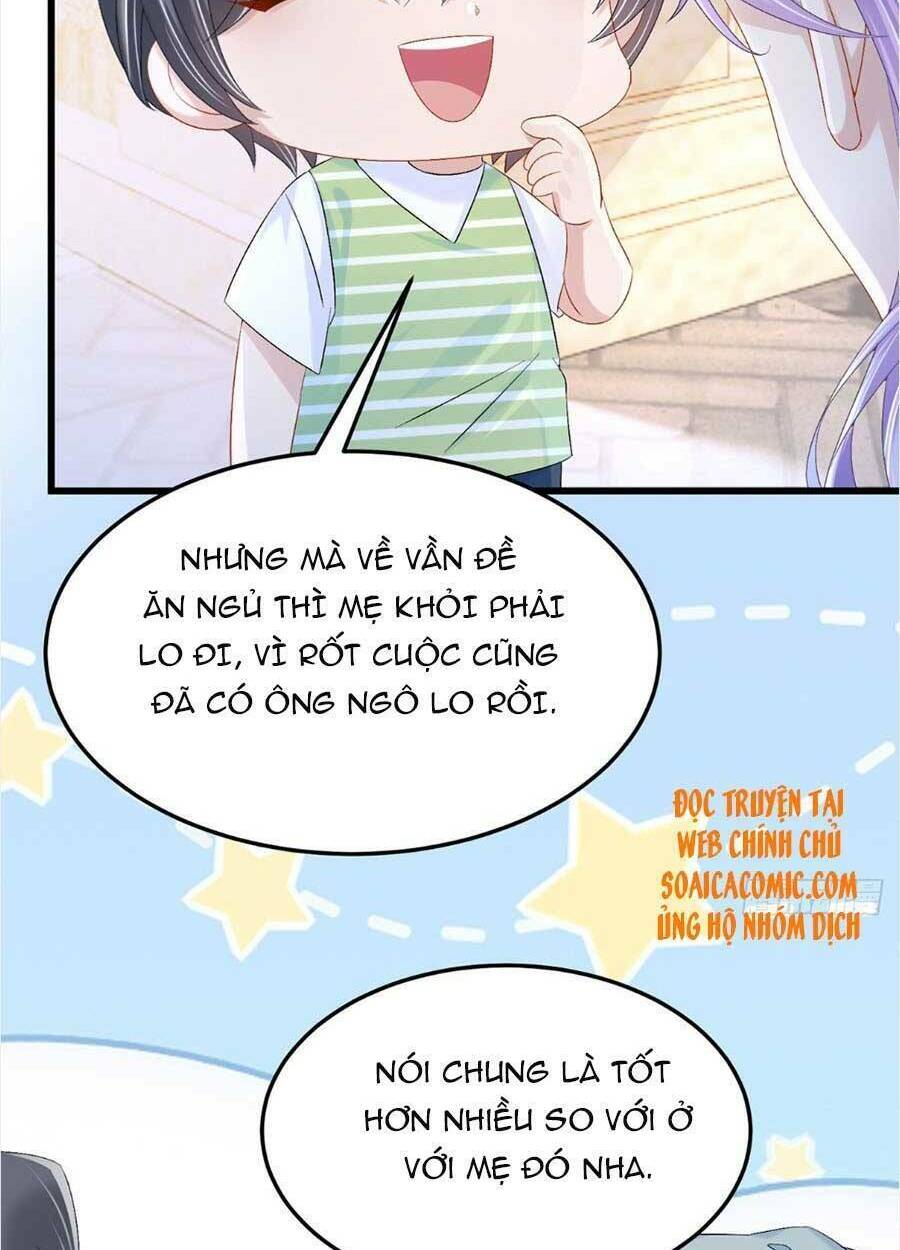 NHƯNG MÀ VỀ VẦN ĐỀ
ĂN NGỦ THÌ MẸ KHỎI PHẢI
LO ĐI, VÌ RỐT CUỘC CŨNG
ĐÃ CÓ ÔNG NGÔ LO RỒI.
ĐỌC TRUYỆN TẠI
WEB CHÍNH CHỦ
SOAICACOMIC.COM
ỦNG HỘ NHÓM DỊCH
NÓI CHUNG LÀ TỐT
HƠN NHIỀU SO VỚI Ở
VỚI MẸ ĐÓ NHA.